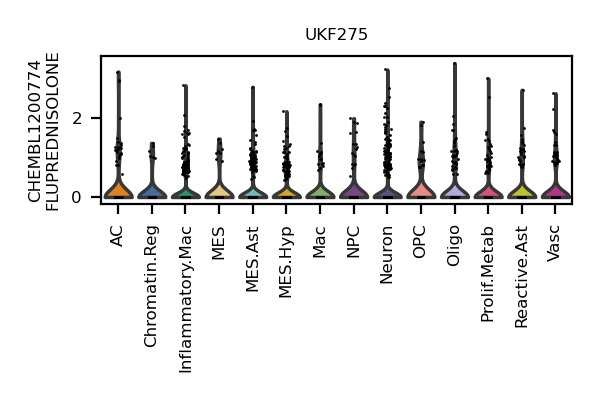 UKF275
CHEMBL1200774
FLUPREDNISOLONE
2
0
AC
Chromatin.Reg
Inflammatory.Mac
MES
MES.Ast
MES.Hyp
Mac
NPC
Neuron
OPC
Oligo
Prolif.Metab
Reactive.Ast
Vasc